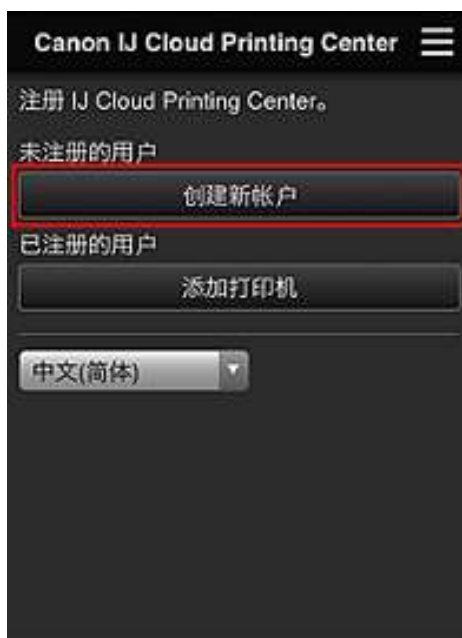 Canon IJ Cloud Printing Center
注册 IJ Cloud Printing Center。
未注册的用户
创建新帐户
已注册的用户
添加打印机
中文(简体)